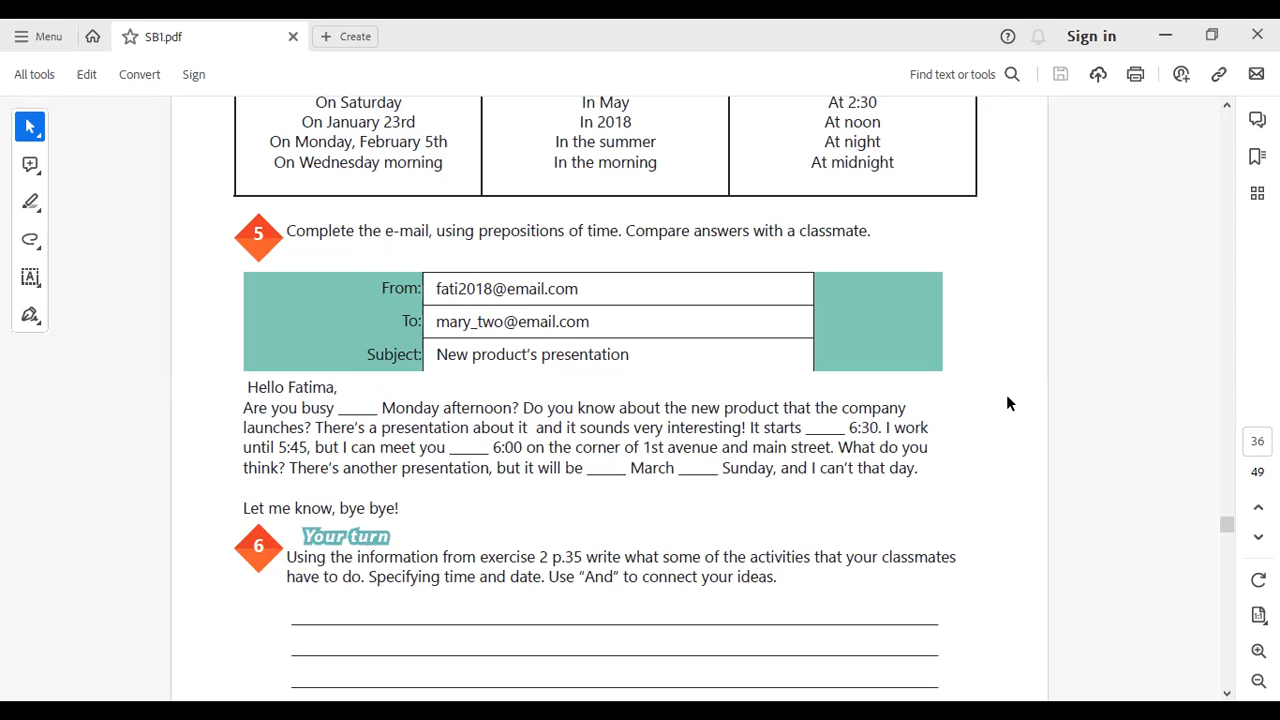 Menu
SB1.pdf
Create
Sign in
All tools
Edit
Convert
Sign
Find text or tools
On Saturday
In May
At 2:30
On January 23rd
In 2018
At noon
On Monday, February 5th
In the summer
At night
On Wednesday morning
In the morning
At midnight
5
Complete the e-mail, using prepositions of time. Compare answers with a classmate.
From: fati2018@email.com
To: mary_two@email.com
Subject: New product's presentation
Hello Fatima,
Are you busy _____ Monday afternoon? Do you know about the new product that the company
launches? There's a presentation about it and it sounds very interesting! It starts _____ 6:30. I work
until 5:45, but I can meet you _____ 6:00 on the corner of 1st avenue and main street. What do you
think? There's another presentation, but it will be _____ March _____ Sunday, and I can't that day.
Let me know, bye bye!
6
Your turn
Using the information from exercise 2 p.35 write what some of the activities that your classmates
have to do. Specifying time and date. Use “And” to connect your ideas.
36
49